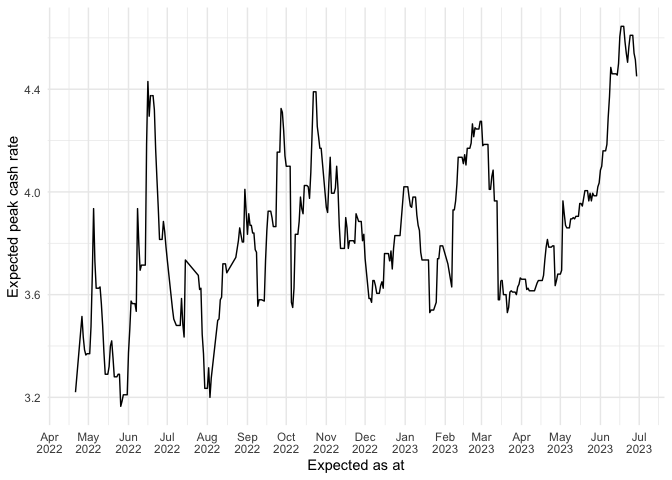 Expected peak cash rate
4.4
4.0
3.6
3.2
Apr May Jun Jul Aug Sep Oct Nov Dec Jan Feb Mar Apr May Jun Jul
2022 2022 2022 2022 2022 2022 2022 2022 2022 2023 2023 2023 2023 2023 2023 2023
Expected as at